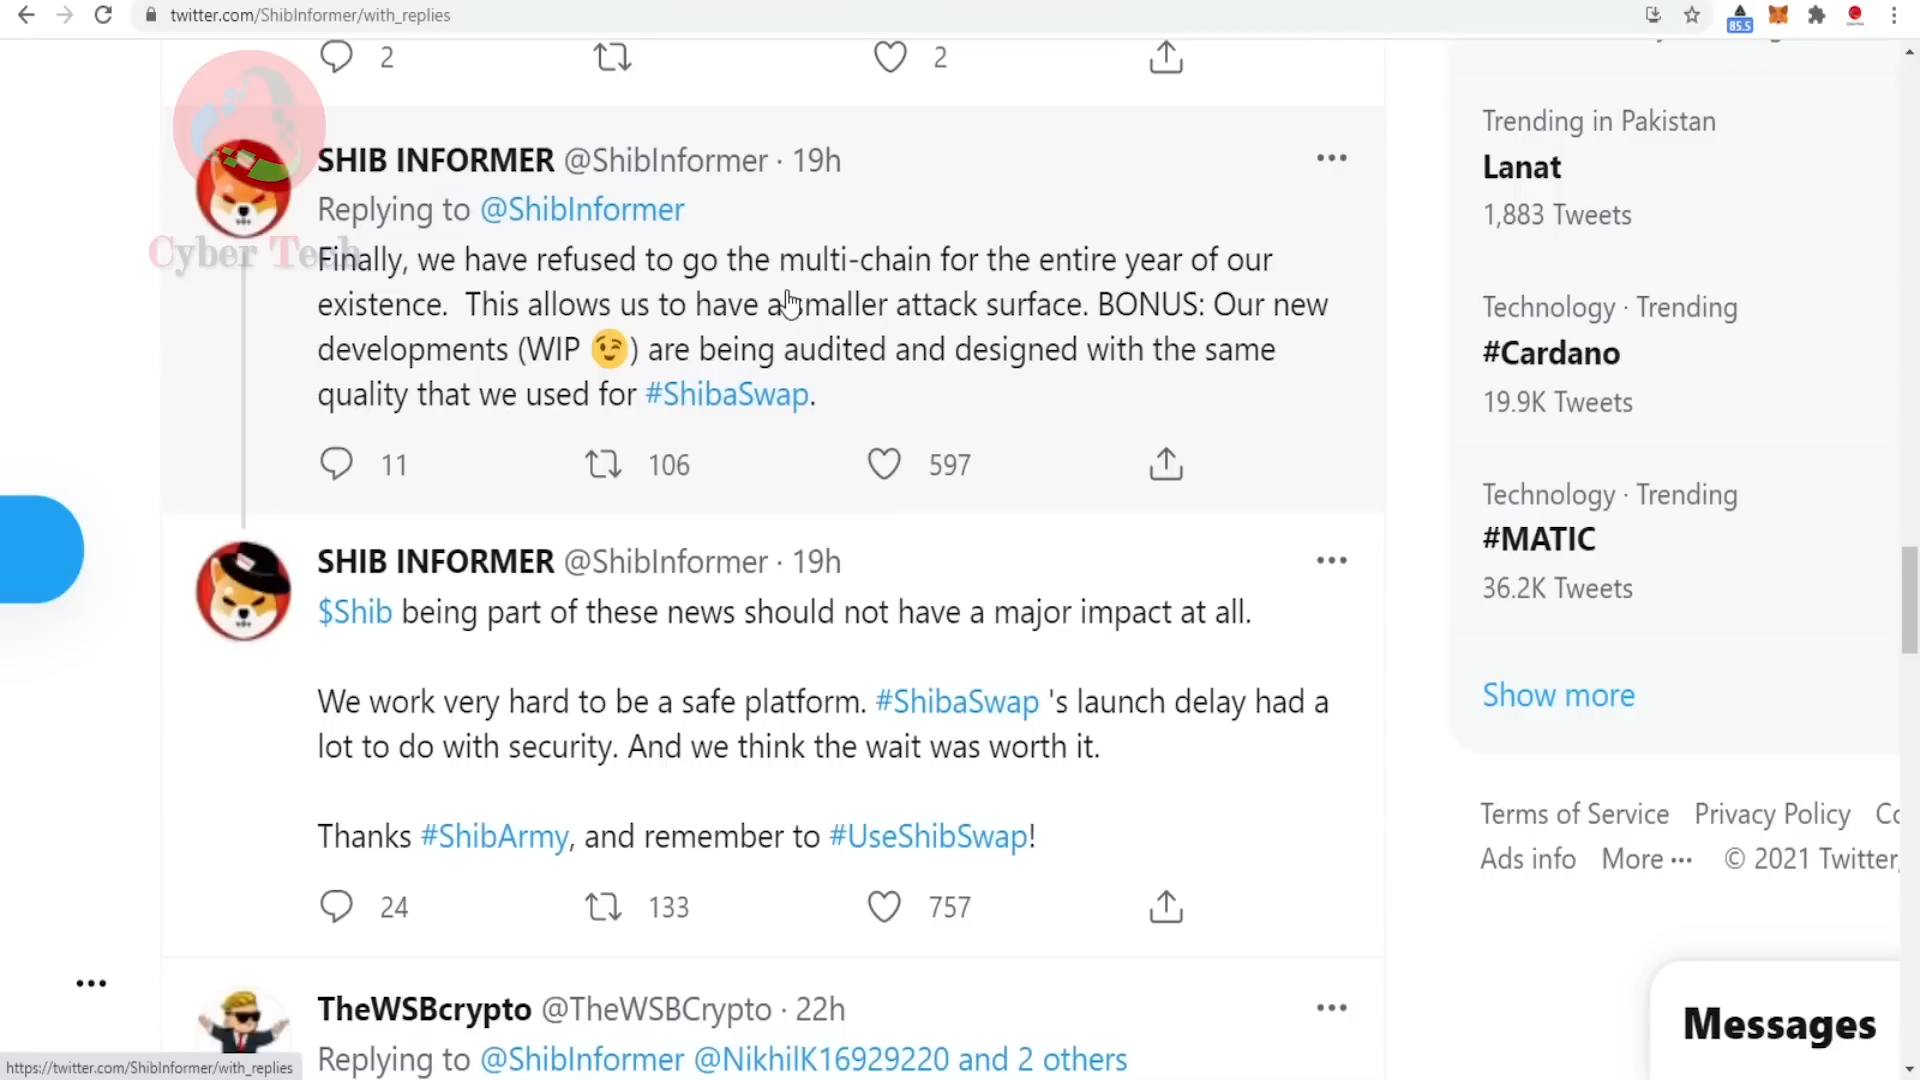 twitter.com/ShibInformer/with_replies
85.5
2
2
SHIB INFORMER @ShibInformer · 19h
Replying to @ShibInformer
Cyber Tech
Finally, we have refused to go the multi-chain for the entire year of our
existence. This allows us to have a smaller attack surface. BONUS: Our new
developments (WIP 😉) are being audited and designed with the same
quality that we used for #ShibaSwap.
11 106 597
SHIB INFORMER @ShibInformer · 19h
$Shib being part of these news should not have a major impact at all.
We work very hard to be a safe platform. #ShibaSwap 's launch delay had a
lot to do with security. And we think the wait was worth it.
Thanks #ShibArmy, and remember to #UseShibSwap!
24 133 757
TheWSBcrypto @TheWSBCrypto · 22h
Replying to @ShibInformer @NikhilK16929220 and 2 others
https://twitter.com/ShibInformer/with_replies
Trending in Pakistan
Lanat
1,883 Tweets
Technology · Trending
#Cardano
19.9K Tweets
Technology · Trending
#MATIC
36.2K Tweets
Show more
Terms of Service Privacy Policy
Ads info More ··· © 2021 Twitter,
Messages